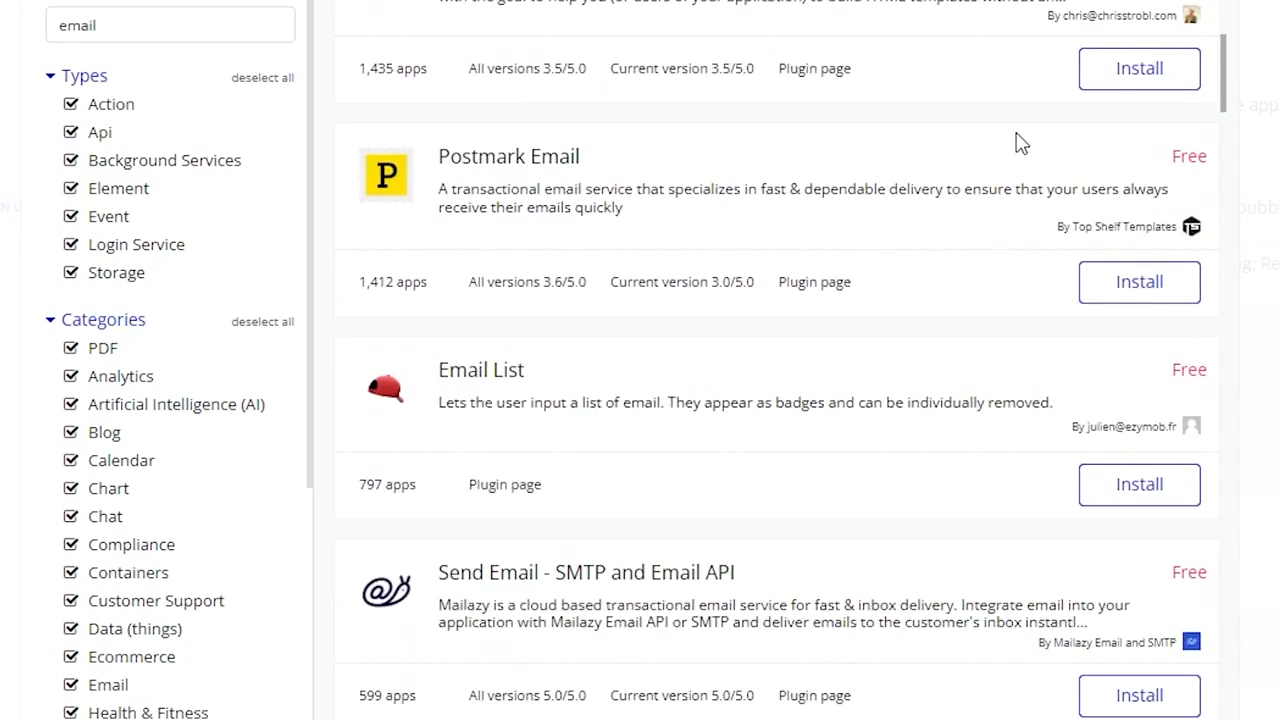 email
Types
deselect all
Action
Api
Background Services
Element
Event
Login Service
Storage
Categories
deselect all
PDF
Analytics
Artificial Intelligence (AI)
Blog
Calendar
Chart
Chat
Compliance
Containers
Customer Support
Data (things)
Ecommerce
Email
Health & Fitness
By chris@chrisstrobl.com
1,435 apps
All versions 3.5/5.0
Current version 3.5/5.0
Plugin page
Install
P
Postmark Email
Free
A transactional email service that specializes in fast & dependable delivery to ensure that your users always
receive their emails quickly
By Top Shelf Templates
1,412 apps
All versions 3.6/5.0
Current version 3.0/5.0
Plugin page
Install
Email List
Free
Lets the user input a list of email. They appear as badges and can be individually removed.
By julien@ezymob.fr
797 apps
Plugin page
Install
Send Email - SMTP and Email API
Free
Mailazy is a cloud based transactional email service for fast & inbox delivery. Integrate email into your
application with Mailazy Email API or SMTP and deliver emails to the customer's inbox instantl...
By Mailazy Email and SMTP
599 apps
All versions 5.0/5.0
Current version 5.0/5.0
Plugin page
Install